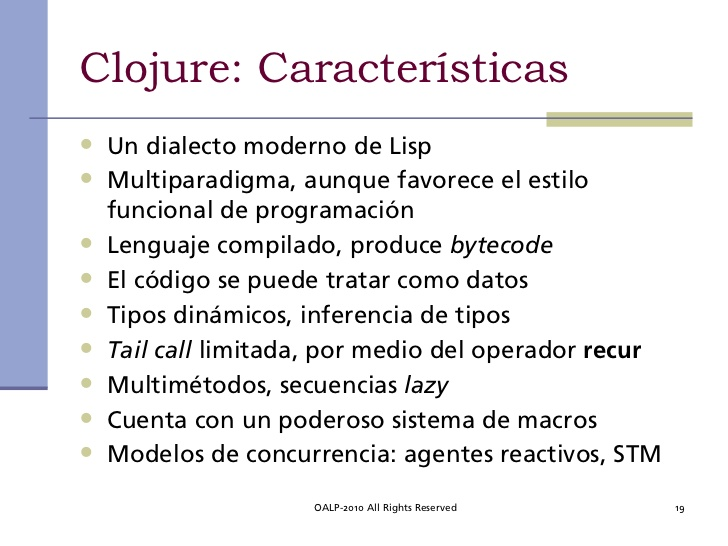 Clojure: Características
Un dialecto moderno de Lisp
Multiparadigma, aunque favorece el estilo
funcional de programación
Lenguaje compilado, produce bytecode
El código se puede tratar como datos
Tipos dinámicos, inferencia de tipos
Tail call limitada, por medio del operador recur
Multimétodos, secuencias lazy
Cuenta con un poderoso sistema de macros
Modelos de concurrencia: agentes reactivos, STM
OALP-2010 All Rights Reserved
19